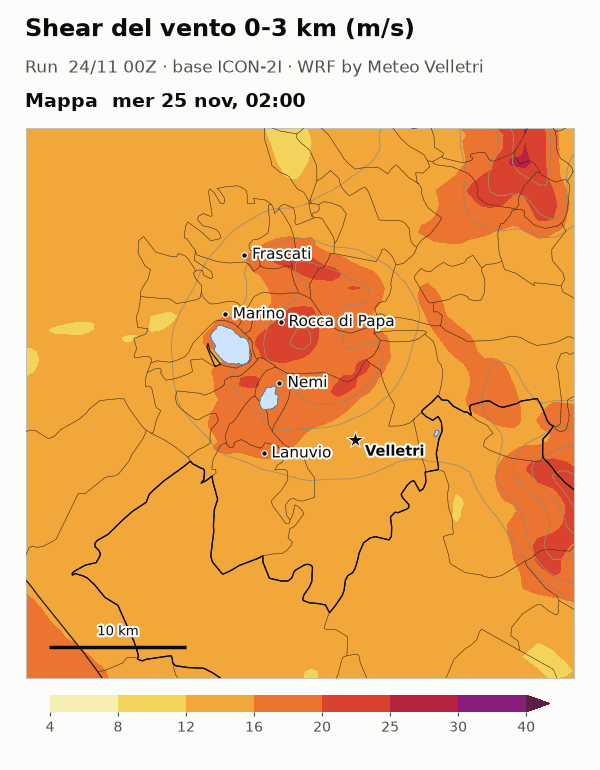 Shear del vento 0-3 km (m/s)
Run  24/11 00Z · base ICON-2I · WRF by Meteo Velletri
Mappa  mer 25 nov, 02:00
Frascati
Marino
Rocca di Papa
Nemi
Velletri
Lanuvio
10 km
4 8 12 16 20 25 30 40